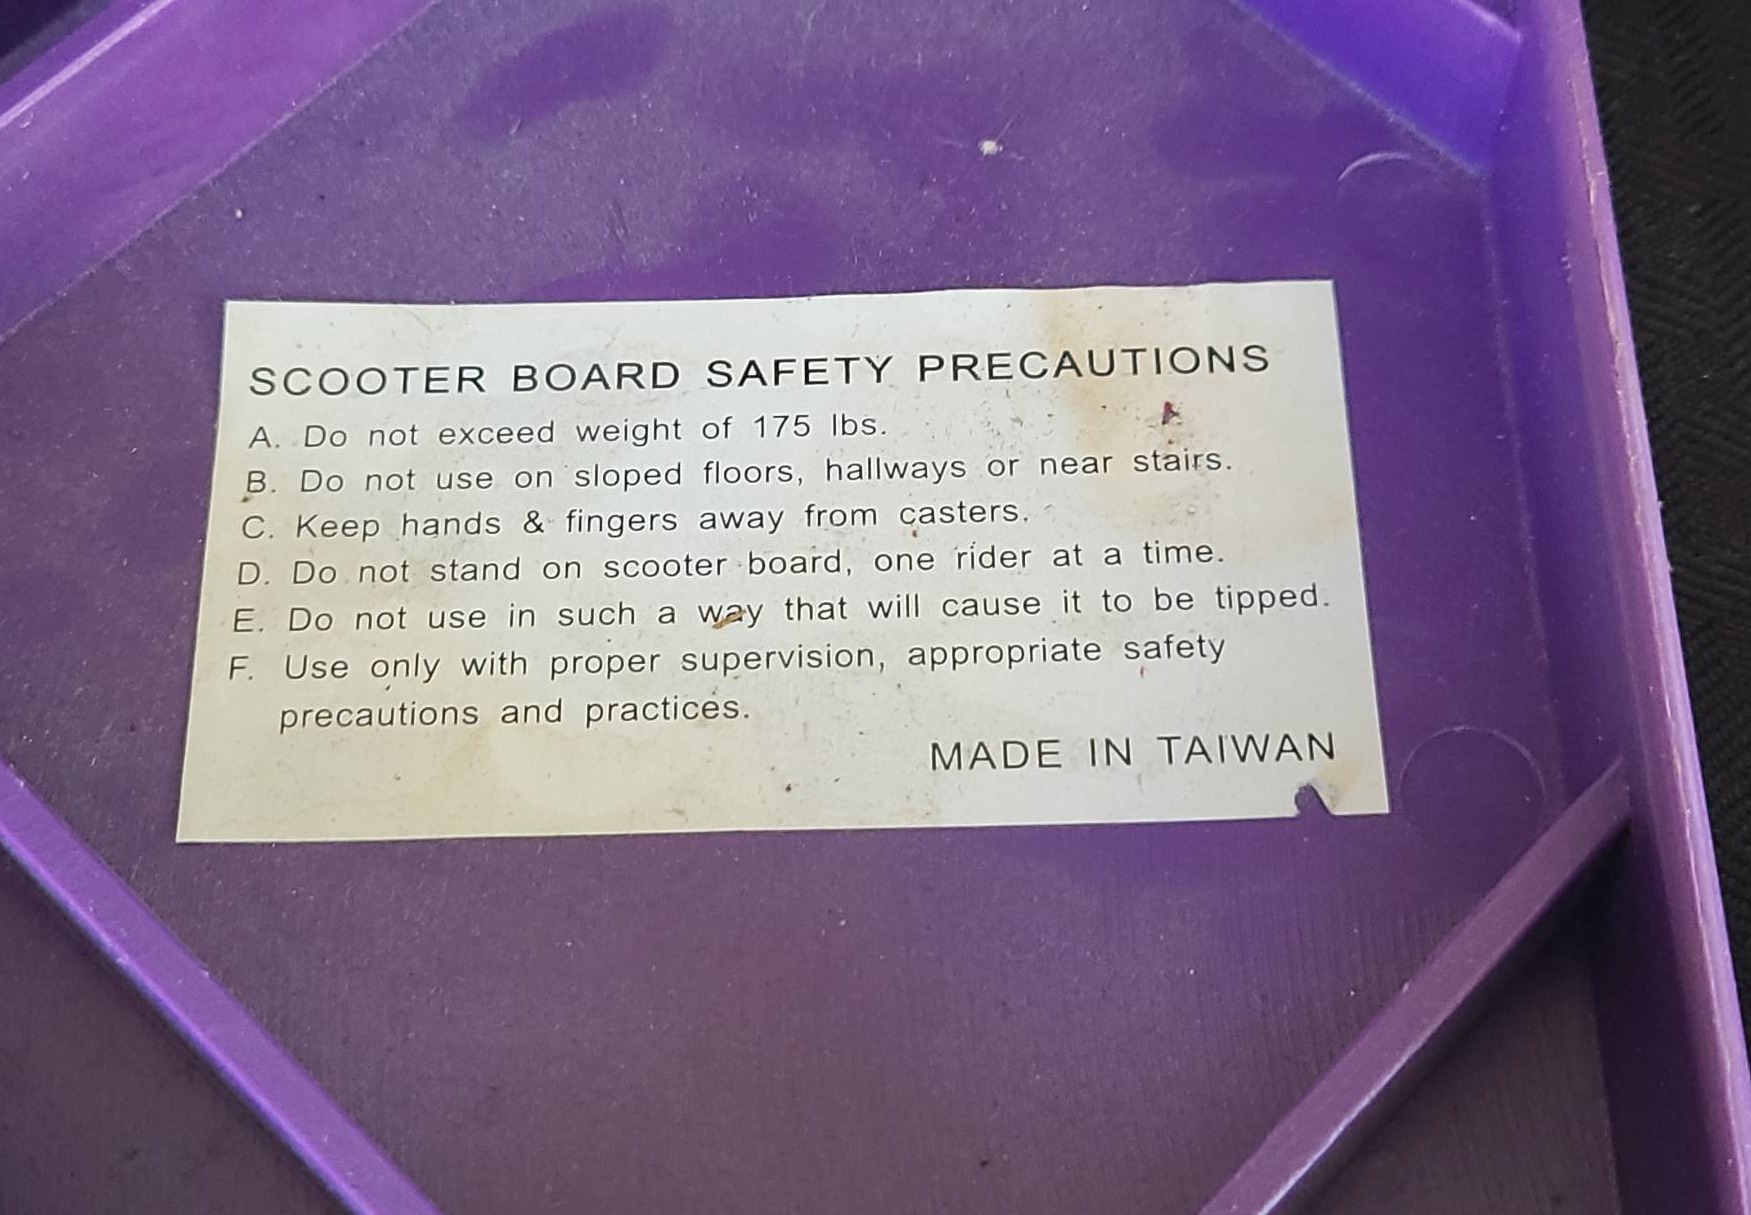 SCOOTER BOARD SAFETY PRECAUTIONS
A. Do not exceed weight of 175 lbs.
B. Do not use on sloped floors, hallways or near stairs.
C. Keep hands & fingers away from casters.
D. Do not stand on scooter board, one rider at a time.
E. Do not use in such a way that will cause it to be tipped.
F. Use only with proper supervision, appropriate safety
precautions and practices.
MADE IN TAIWAN